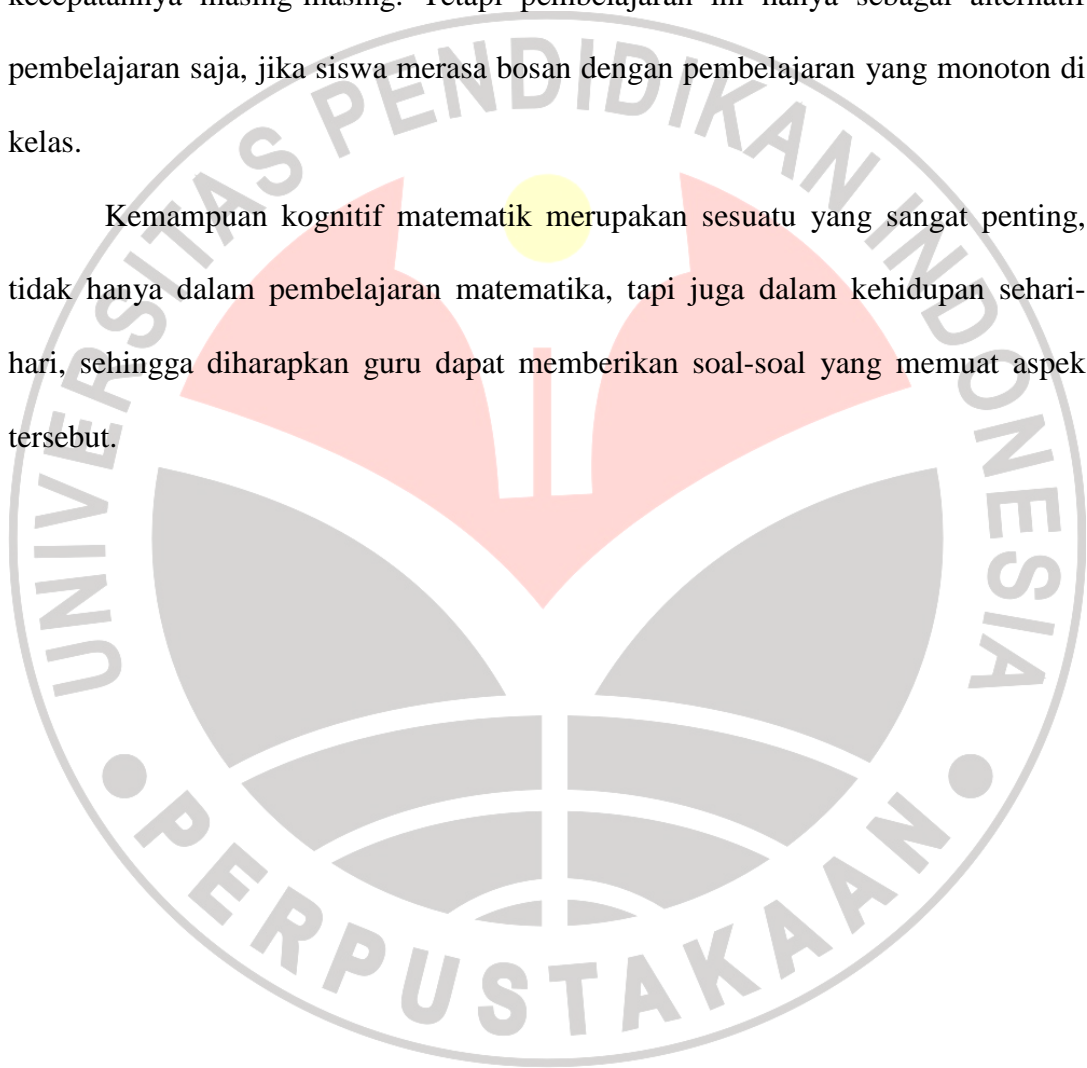 kecepatannya masing-masing. Tetapi pembelajaran ini hanya sebagai alternatif
pembelajaran saja, jika siswa merasa bosan dengan pembelajaran yang monoton di
kelas.
Kemampuan kognitif matematik merupakan sesuatu yang sangat penting,
tidak hanya dalam pembelajaran matematika, tapi juga dalam kehidupan sehari-
hari, sehingga diharapkan guru dapat memberikan soal-soal yang memuat aspek
tersebut.
UNIVERSITAS PENDIDIKAN INDONESIA
PERPUSTAKAAN